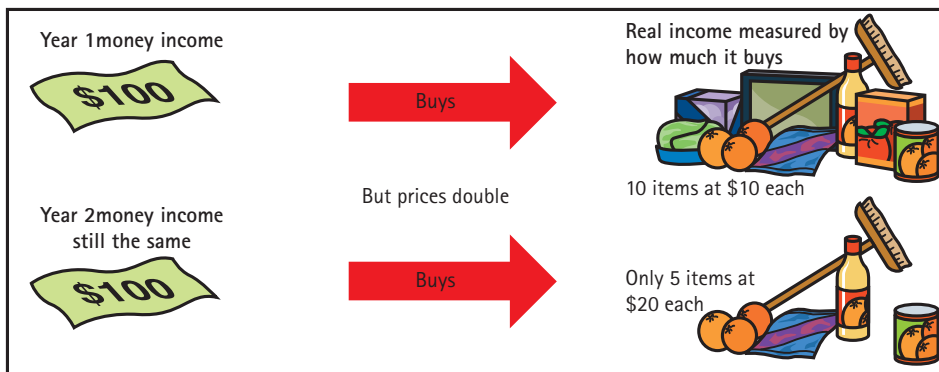 Year 1money income
$100
Buys
Real income measured by
how much it buys
10 items at $10 each
But prices double
Year 2money income
still the same
$100
Buys
Only 5 items at
$20 each